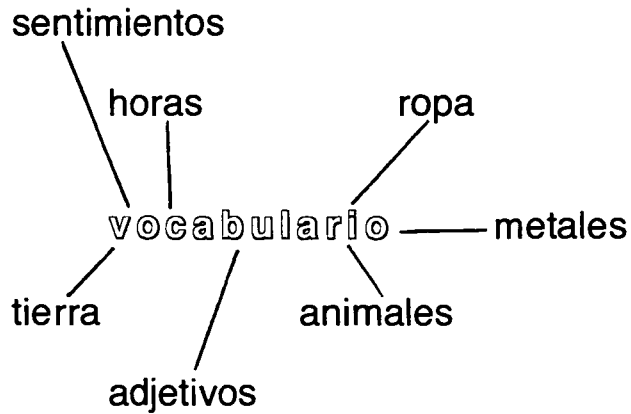 sentimientos
horas
ropa
vocabulario
metales
tierra
animales
adjetivos